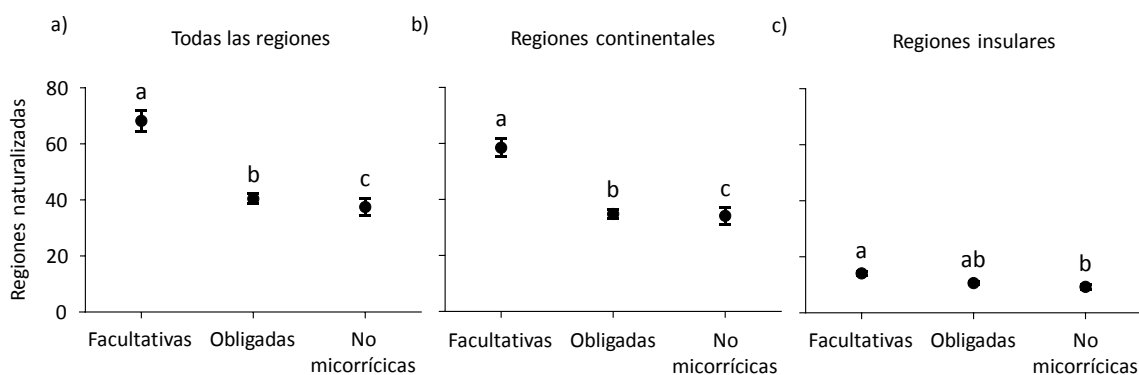 a)
Todas las regiones
b)
Regiones continentales
c)
Regiones insulares
Regiones naturalizadas
80
60
40
20
0
a
b
c
a
b
c
a
ab
b
Facultativas Obligadas No
micorrícicas
Facultativas Obligadas No
micorrícicas
Facultativas Obligadas No
micorrícicas